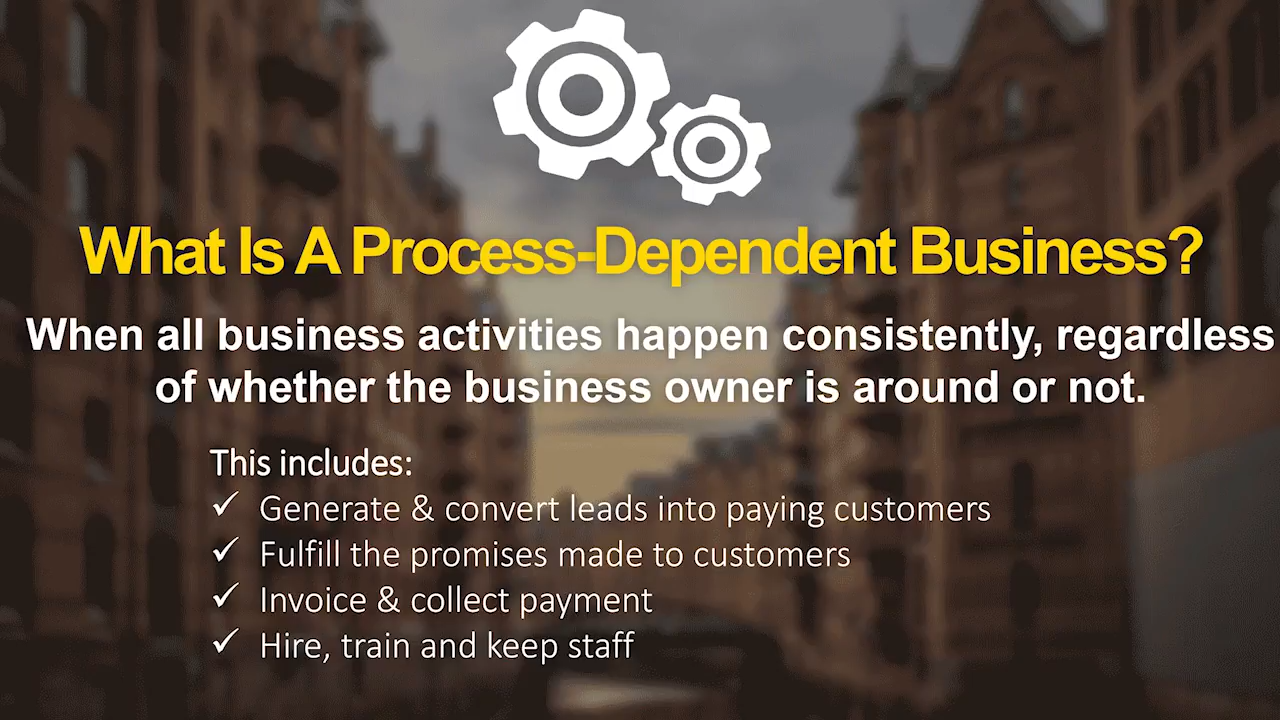 What Is A Process-Dependent Business?
When all business activities happen consistently, regardless
of whether the business owner is around or not.
This includes:
✓ Generate & convert leads into paying customers
✓ Fulfill the promises made to customers
✓ Invoice & collect payment
✓ Hire, train and keep staff